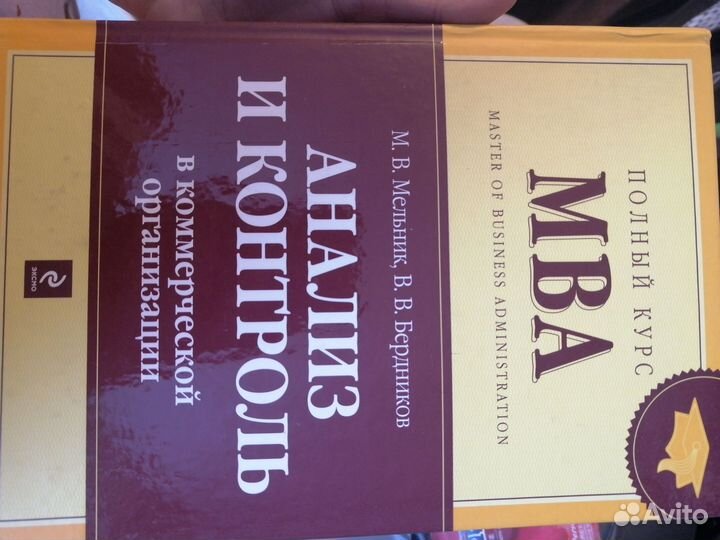 ПОЛНЫЙ КУРС
MBA
MASTER OF BUSINESS ADMINISTRATION
М. В. Мельник, В. В. Бердников
АНАЛИЗ
И КОНТРОЛЬ
в коммерческой
организации
ЭКСМО
Avito